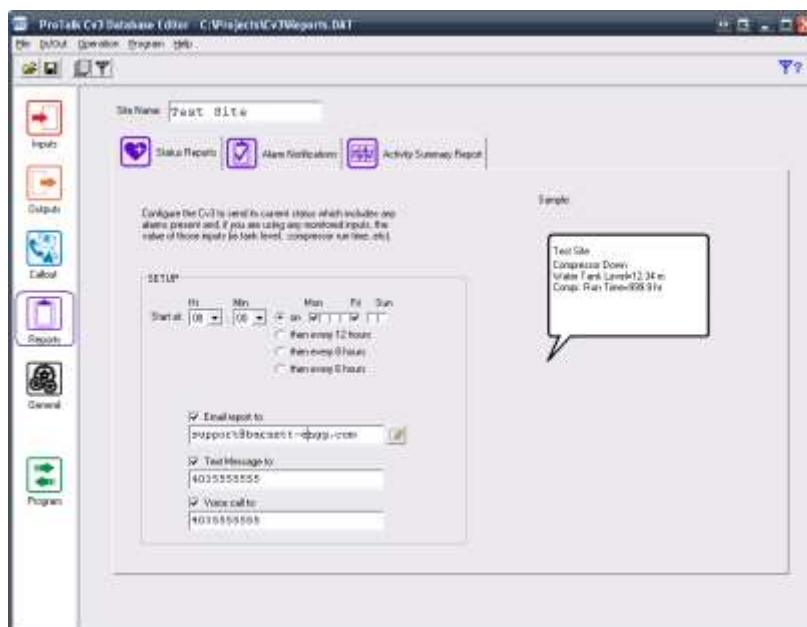 ProTalk Cv3 Database Editor C:\Projects\Cv3\Reports.DAT
File In/Out Operation Program Help
Site Name: Test Site
Inputs
Outputs
Callout
Reports
General
Program
Status Reports Alarm Notifications Activity Summary Report
Configure the Cv3 to send its current status which includes any
alarms present and, if you are using any monitored inputs, the
value of those inputs (ie tank level, compressor run time, etc).
SETUP
Hr Min Mon Fri Sun
Start at: 08 : 00 on
then every 12 hours
then every 8 hours
then every 6 hours
Email report to:
Text Message to:
4035555555
Voice call to:
4035555555
Sample:
Test Site
Compressor Down
Water Tank Level=12.34 m
Comp. Run Time=999.9 hr